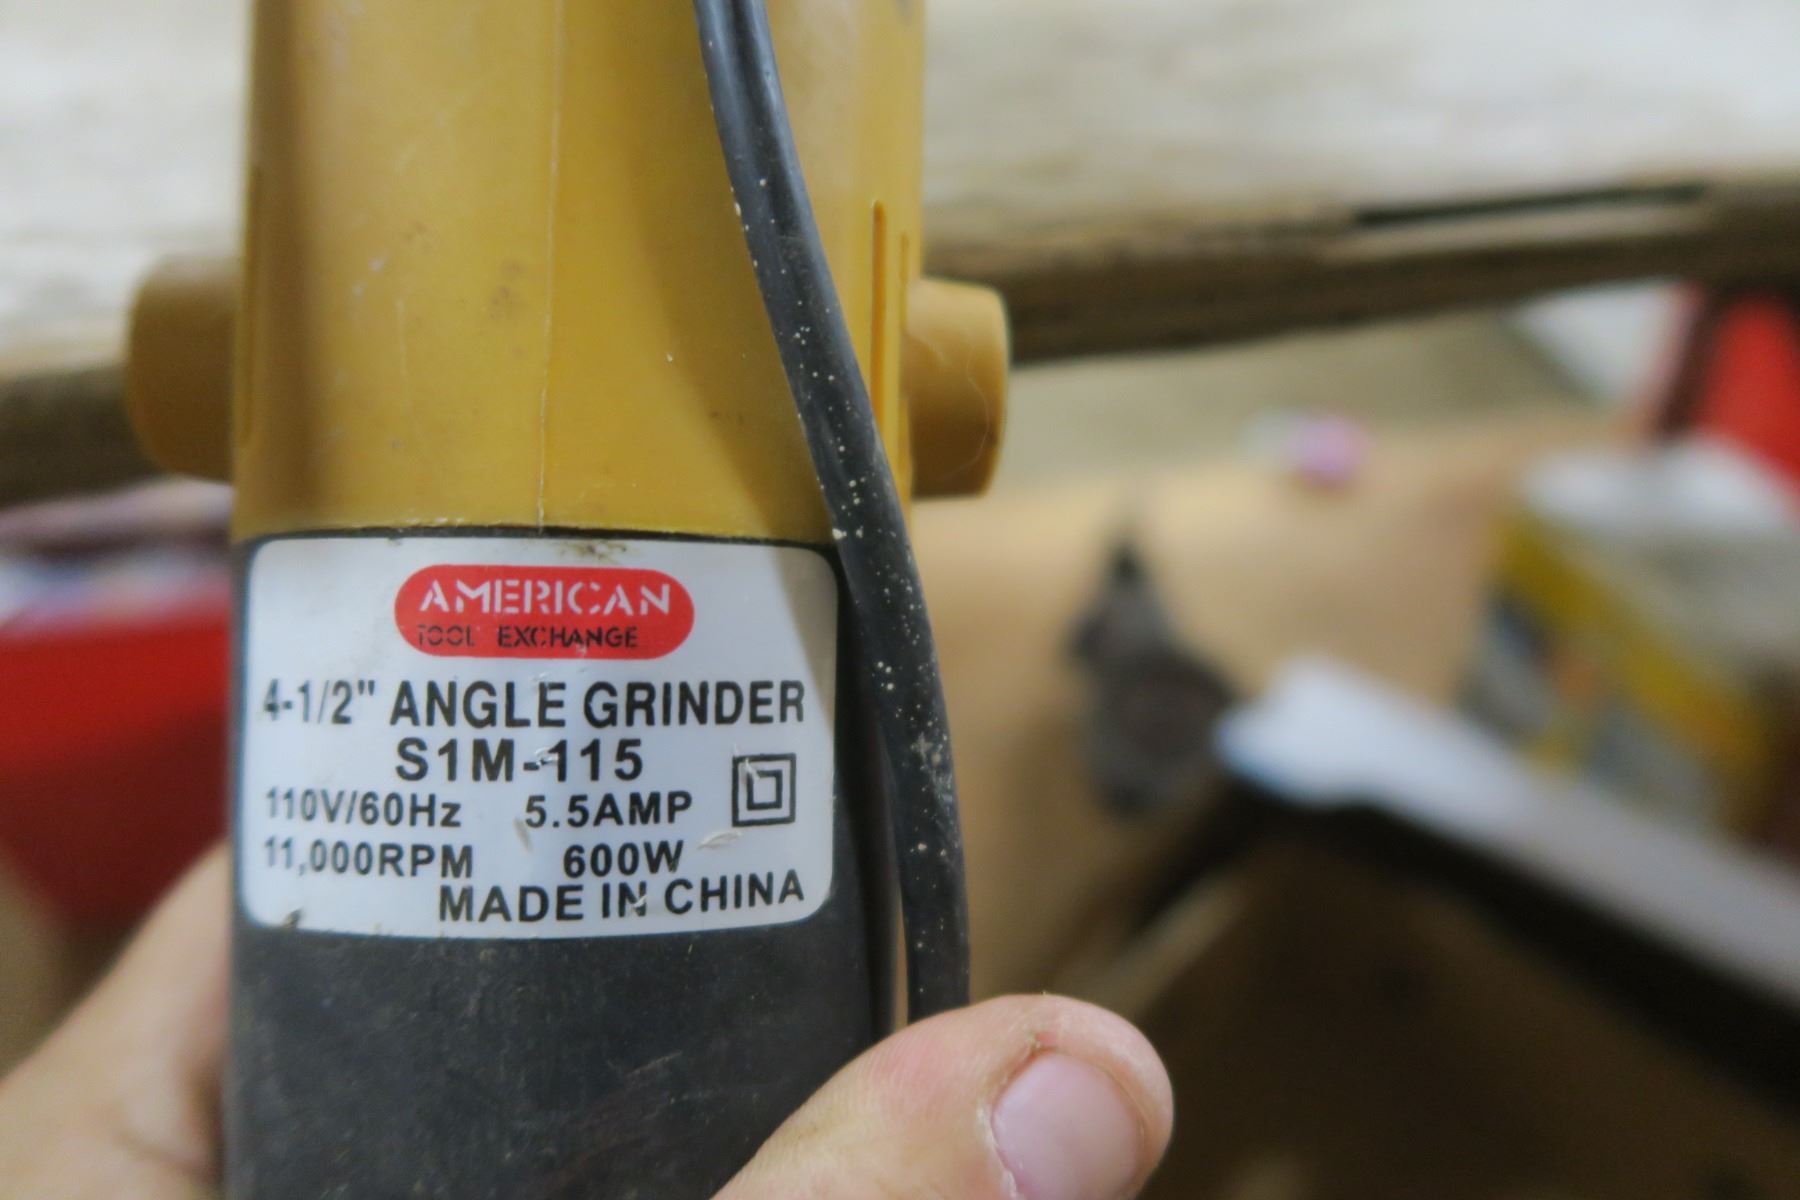 AMERICAN
TOOL EXCHANGE
4-1/2" ANGLE GRINDER
S1M-115
110V/60Hz 5.5AMP
11,000RPM 600W
MADE IN CHINA